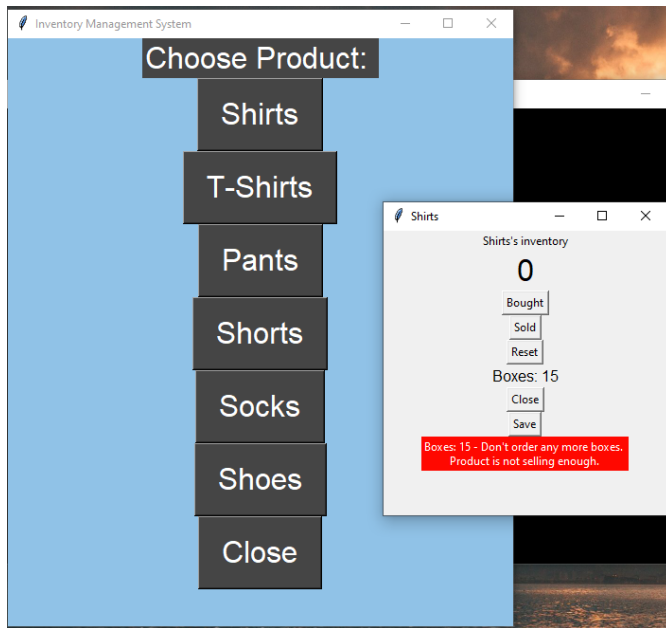 Inventory Management System
Choose Product:
Shirts
T-Shirts
Pants
Shorts
Socks
Shoes
Close
Shirts
Shirts's inventory
0
Bought
Sold
Reset
Boxes: 15
Close
Save
Boxes: 15 - Don't order any more boxes.
Product is not selling enough.